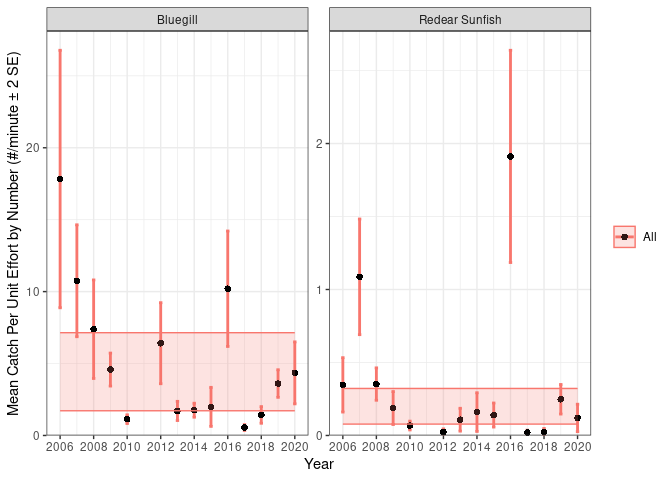 Bluegill
Redear Sunfish
Mean Catch Per Unit Effort by Number (#/minute ± 2 SE)
20
10
0
2
1
0
2006 2008 2010 2012 2014 2016 2018 2020
2006 2008 2010 2012 2014 2016 2018 2020
Year
All